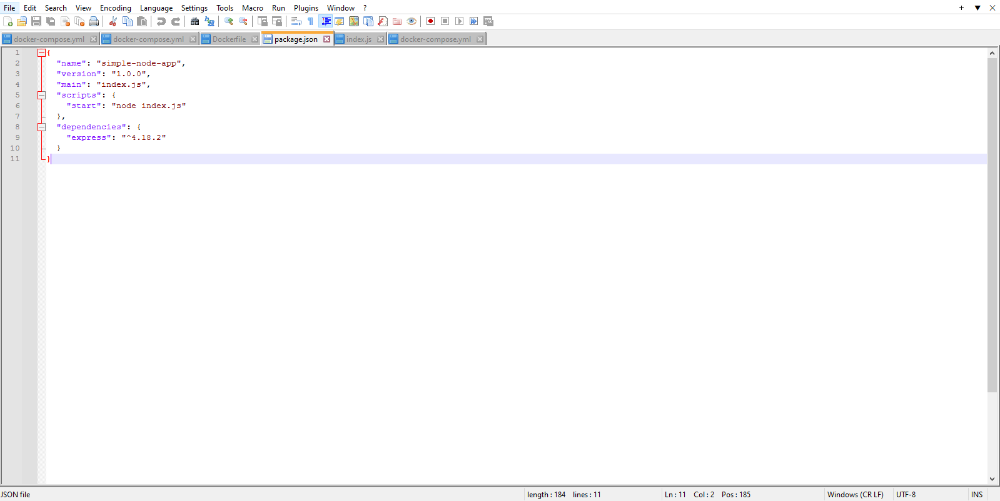 File Edit Search View Encoding Language Settings Tools Macro Run Plugins Window ?
docker-compose.yml docker-compose.yml Dockerfile package.json index.js docker-compose.yml
1 {
2 "name": "simple-node-app",
3 "version": "1.0.0",
4 "main": "index.js",
5 "scripts": {
6 "start": "node index.js"
7 },
8 "dependencies": {
9 "express": "^4.18.2"
10 }
11 }
JSON file length : 184 lines : 11 Ln : 11 Col : 2 Pos : 185 Windows (CR LF) UTF-8 INS